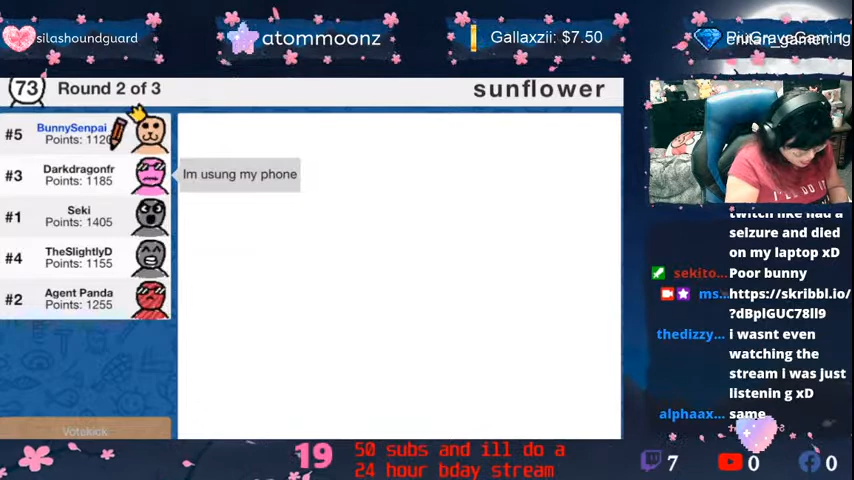 silashoundguard
atommoonz
Gallaxzii: $7.50
73
Round 2 of 3
sunflower
#5
BunnySenpai
Points: 1120
#3
Darkdragonfr
Points: 1185
Im usung my phone
#1
Seki
Points: 1405
#4
TheSlightlyD
Points: 1155
#2
Agent Panda
Points: 1255
Votekick
twitch like had a
seizure and died
on my laptop xD
sekito... Poor bunny
ms... https://skribbl.io/
?dBplGUC78ll9
thedizzy... i wasnt even
watching the
stream i was just
listenin g xD
alphaax... same
19
50 subs and ill do a
24 hour bday stream
7
0
0